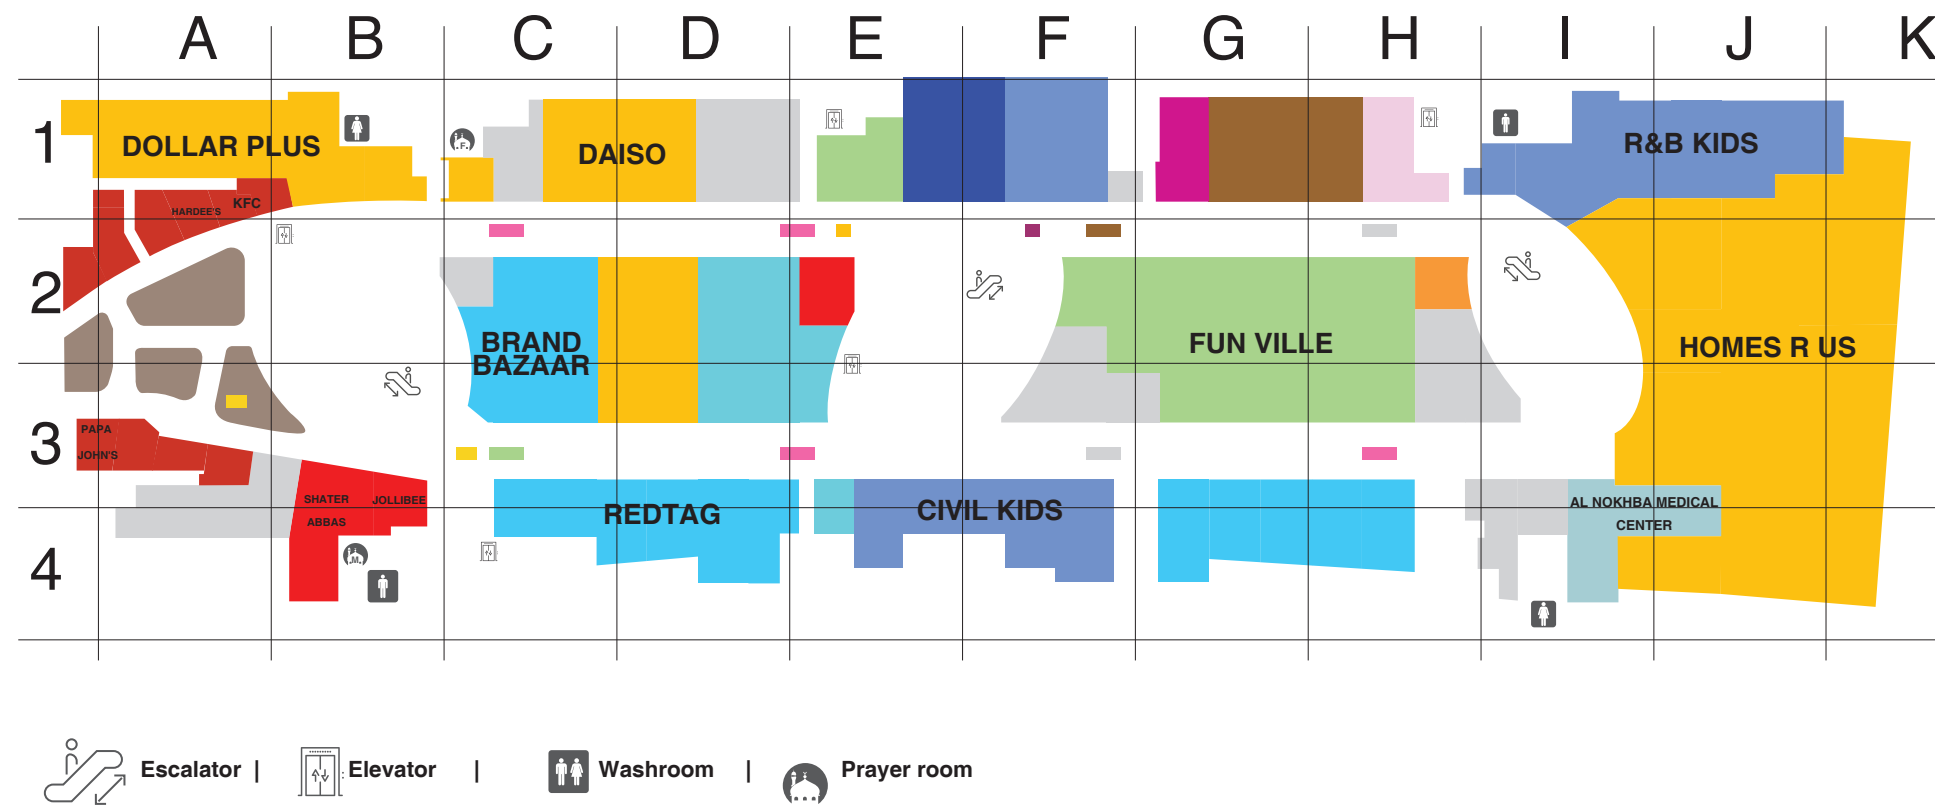 A B C D E F G H I J K
1
DOLLAR PLUS
DAISO
R&B KIDS
F.
HARDEE'S
KFC
2
BRAND
BAZAAR
FUN VILLE
HOMES R US
3
PAPA
JOHN'S
SHATER
ABBAS
JOLLIBEE
REDTAG
CIVIL KIDS
AL NOKHBA MEDICAL
CENTER
4
M.
Escalator | Elevator | Washroom | Prayer room